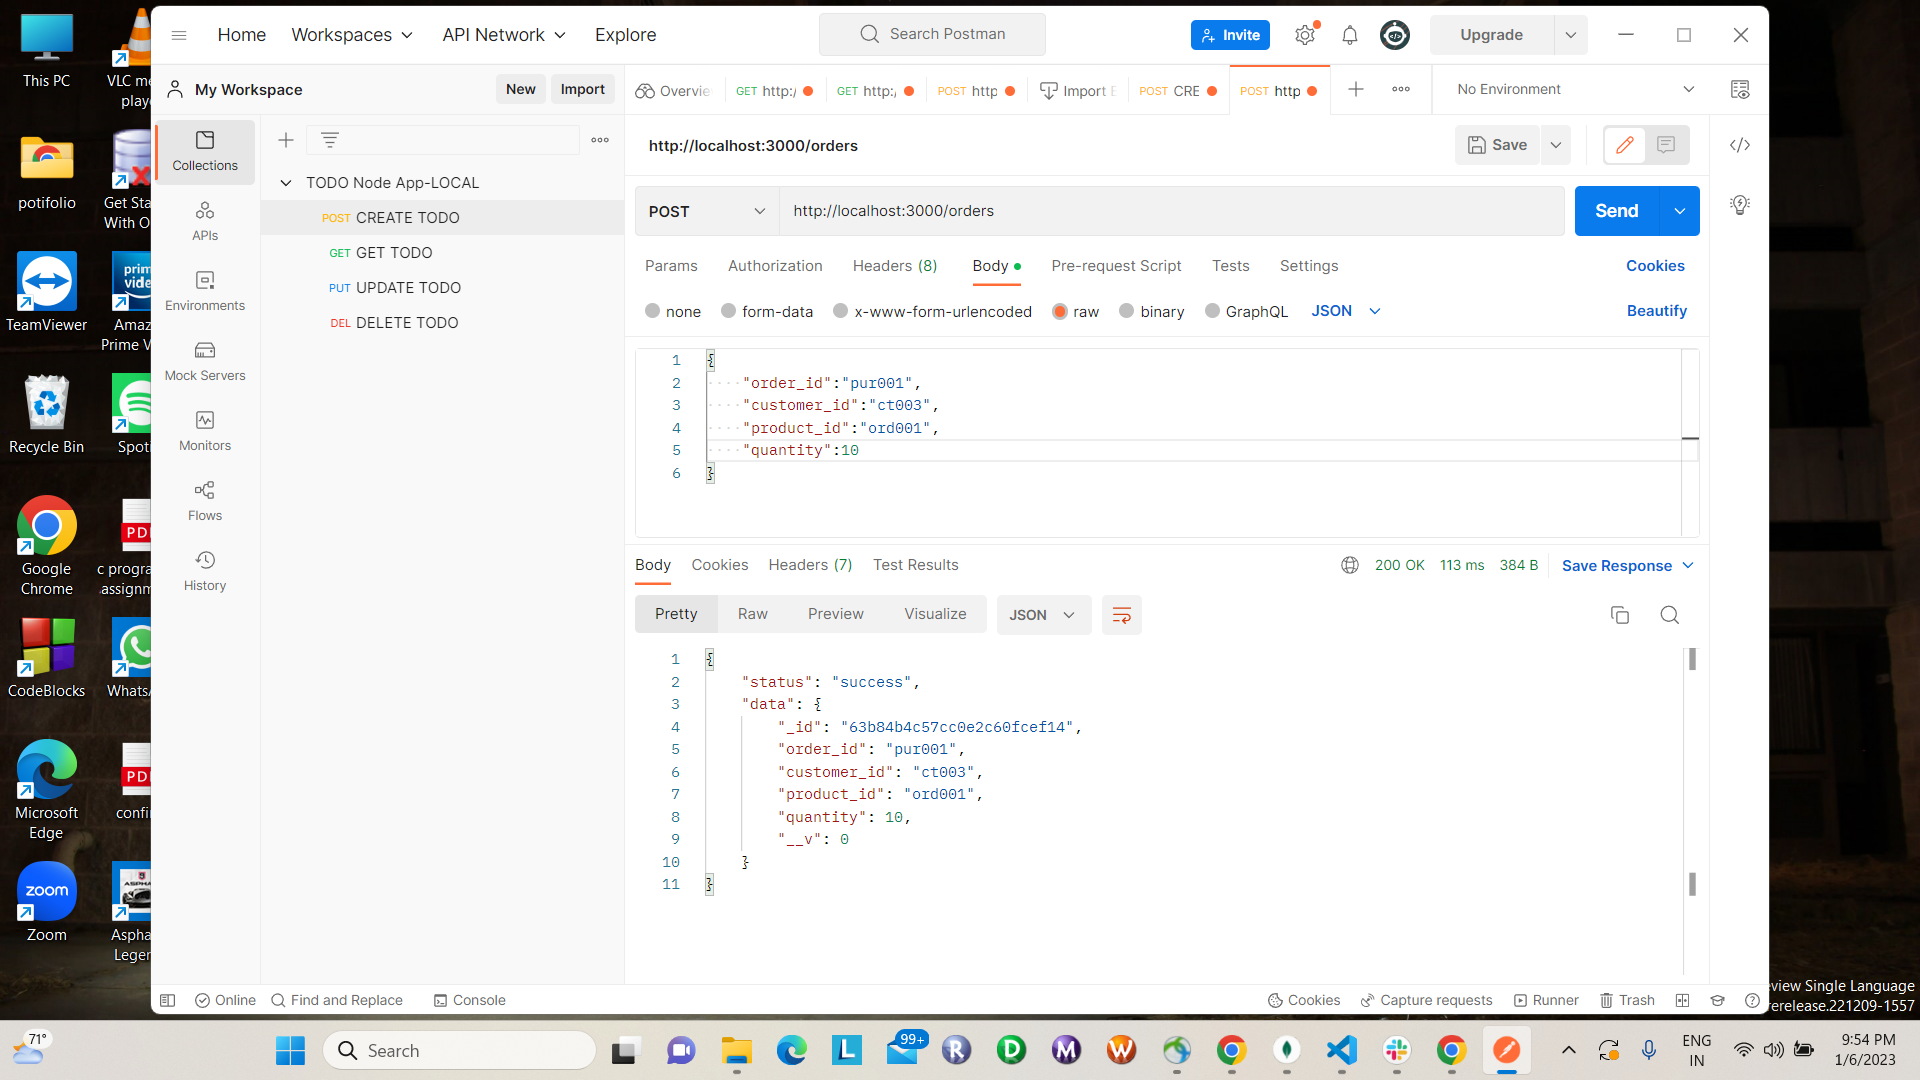 This PC
VLC me
playe
potifolio
Get Sta
With O
TeamViewer
Amaz
Prime V
prim
vide
Recycle Bin
Spoti
Google
Chrome
PDF
c progra
assignm
CodeBlocks
Whats
Microsoft
Edge
PDF
confir
zoom
Zoom
ASPHA
Aspha
Legen
Home
Workspaces
API Network
Explore
Search Postman
Invite
Upgrade
My Workspace
New
Import
Overvie
GET http:/
GET http:/
POST http
Import E
POST CRE
POST http
No Environment
Collections
APIs
Environments
Mock Servers
Monitors
Flows
History
TODO Node App-LOCAL
POST CREATE TODO
GET GET TODO
PUT UPDATE TODO
DEL DELETE TODO
http://localhost:3000/orders
Save
POST
http://localhost:3000/orders
Send
Params
Authorization
Headers (8)
Body
Pre-request Script
Tests
Settings
Cookies
none
form-data
x-www-form-urlencoded
raw
binary
GraphQL
JSON
Beautify
1 {
2 "order_id":"pur001",
3 "customer_id":"ct003",
4 "product_id":"ord001",
5 "quantity":10
6 }
Body
Cookies
Headers (7)
Test Results
200 OK
113 ms
384 B
Save Response
Pretty
Raw
Preview
Visualize
JSON
1 {
2 "status": "success",
3 "data": {
4 "_id": "63b84b4c57cc0e2c60fcef14",
5 "order_id": "pur001",
6 "customer_id": "ct003",
7 "product_id": "ord001",
8 "quantity": 10,
9 "__v": 0
10 }
11 }
Online
Find and Replace
Console
Cookies
Capture requests
Runner
Trash
eview Single Language
rerelease.221209-1557
71°
Search
L
99+
R
D
M
W
ENG
IN
9:54 PM
1/6/2023